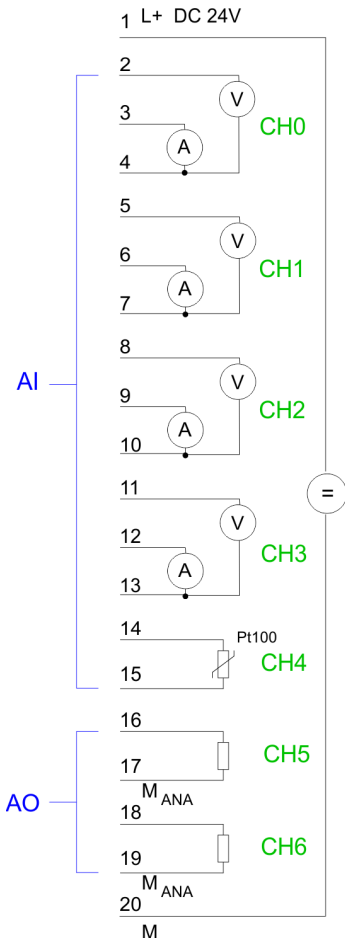 1 L+ DC 24V
2
V
3
CH0
A
4
5
V
6
CH1
A
7
8
V
AI
9
CH2
A
10
11
=
V
12
CH3
A
13
14
Pt100
CH4
15
16
CH5
17
M ANA
AO
18
CH6
19
M ANA
20
M